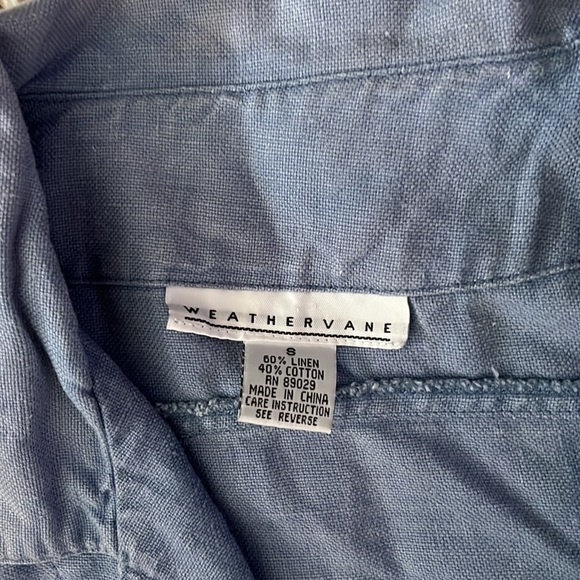 WEATHERVANE
S
60% LINEN
40% COTTON
RN 89029
MADE IN CHINA
CARE INSTRUCTION
SEE REVERSE